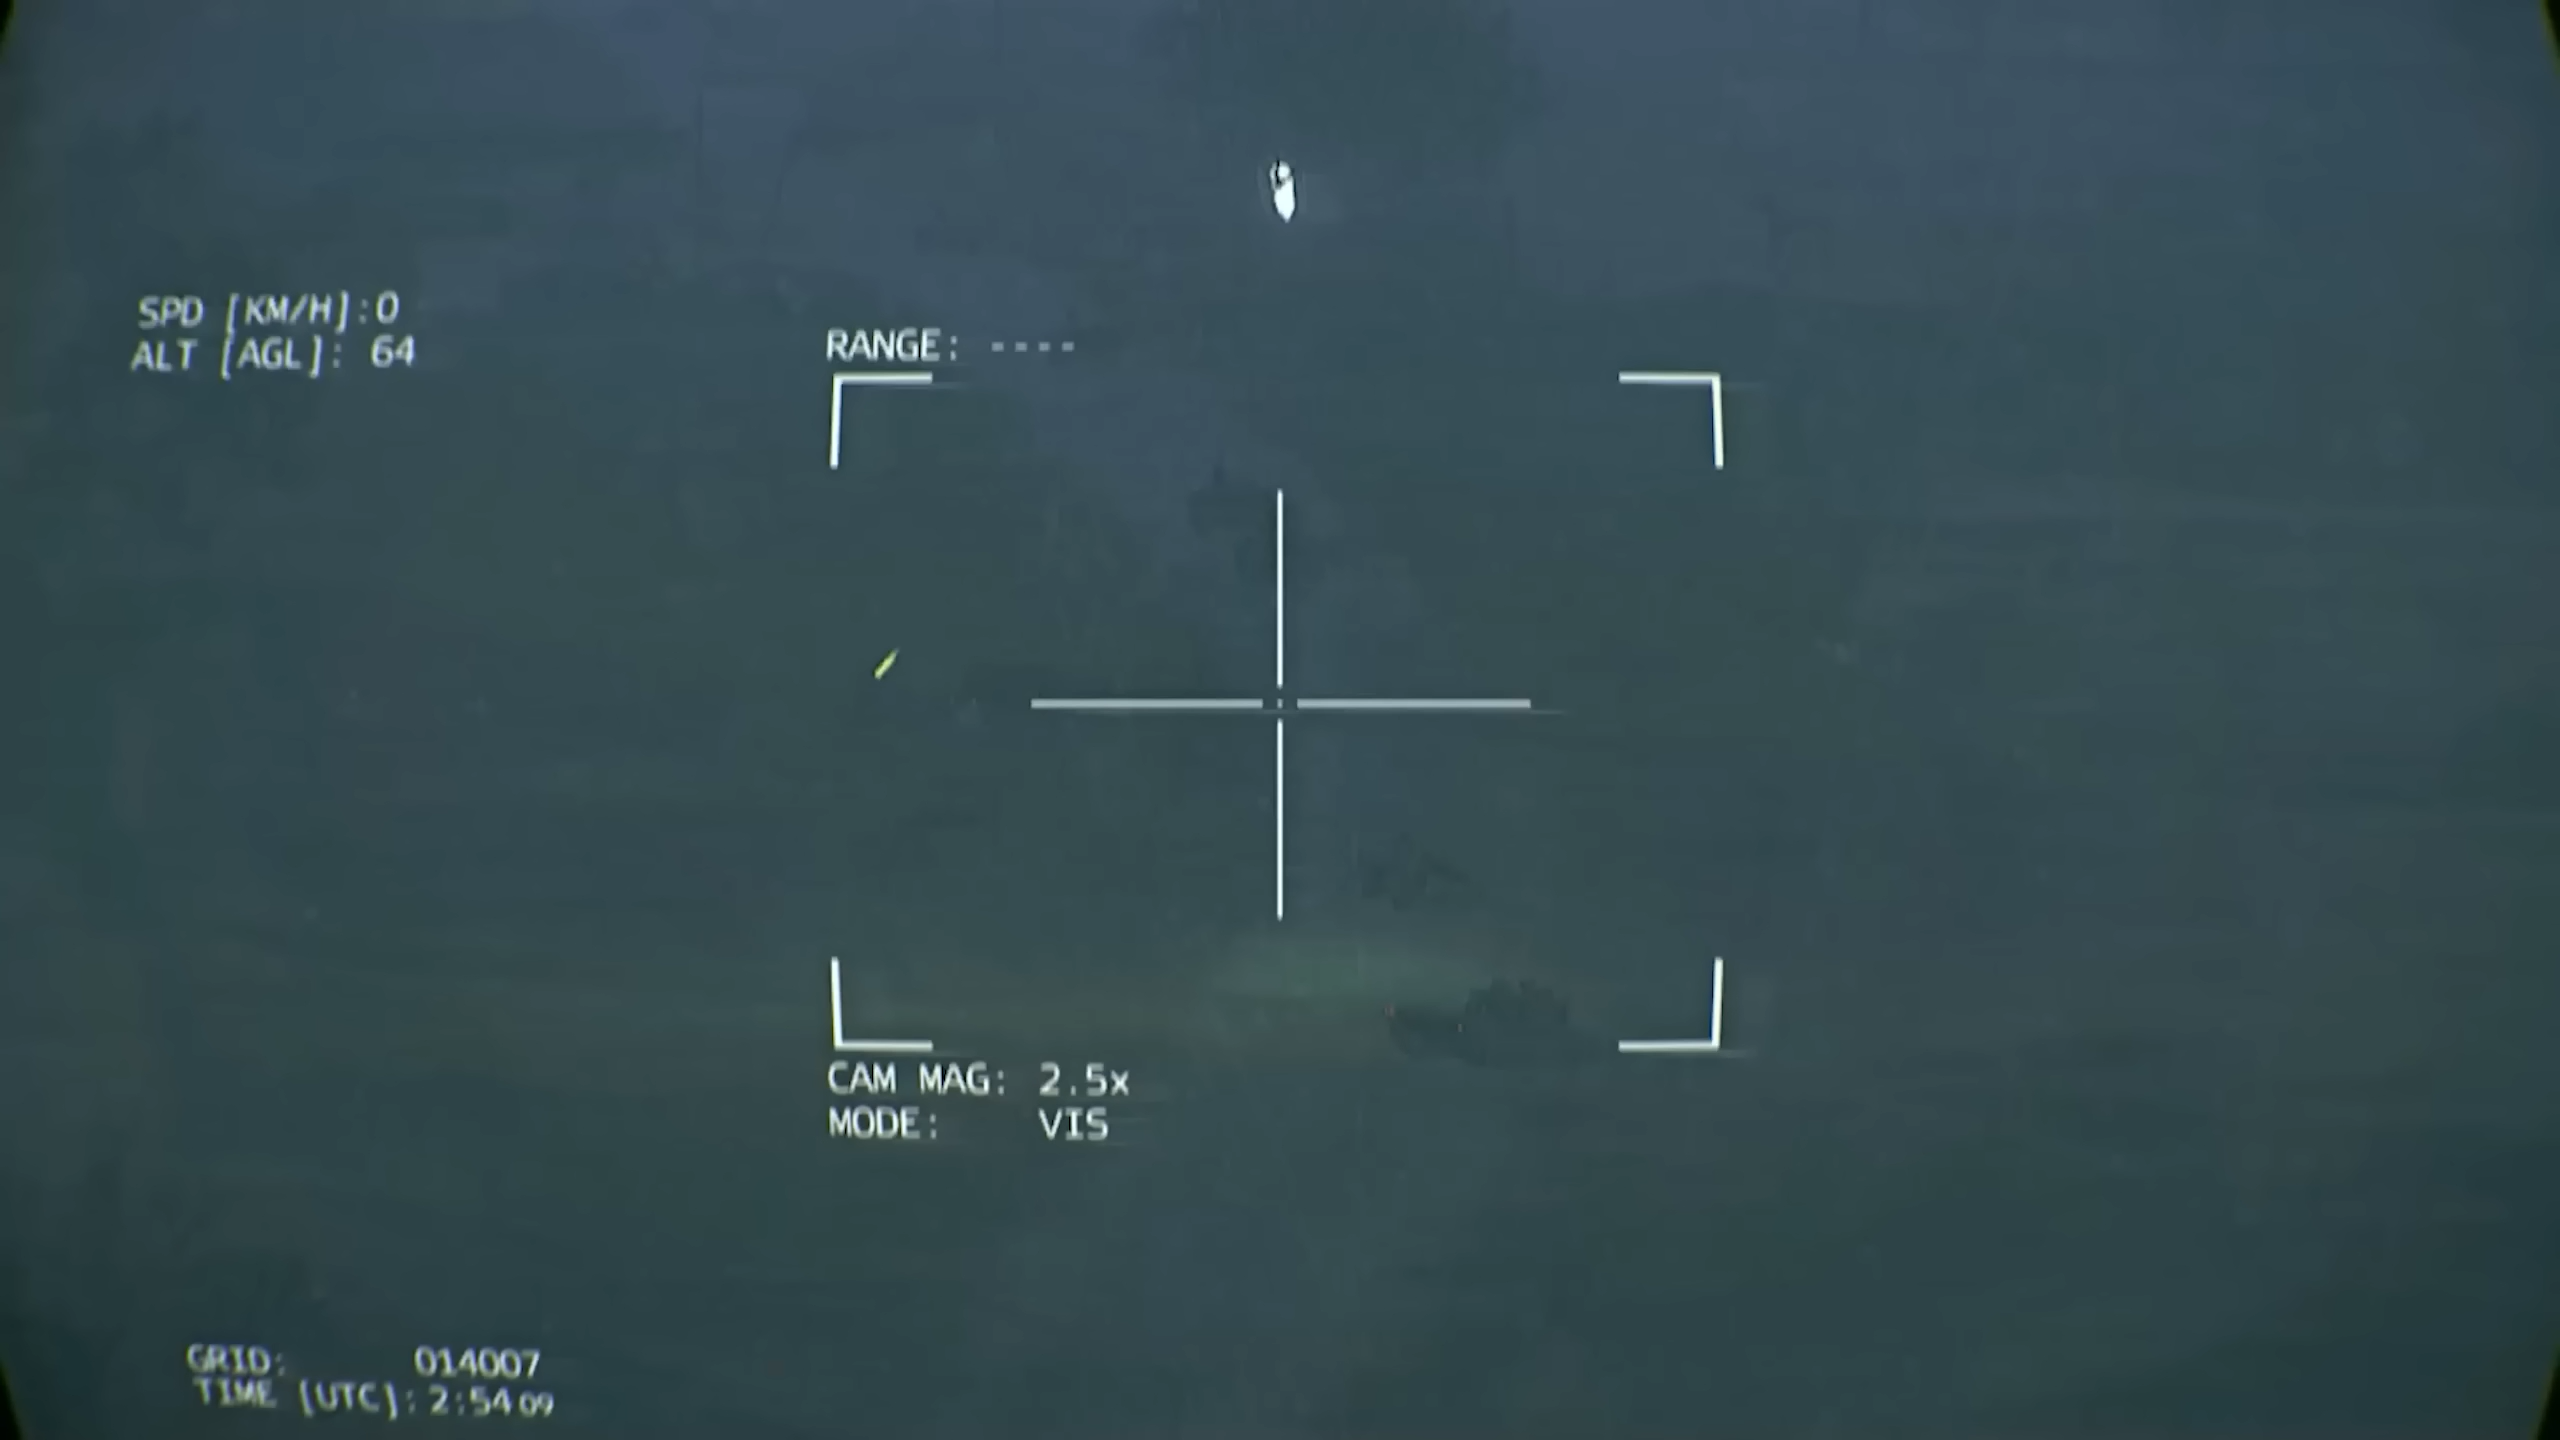 SPD [KM/H]:0
ALT [AGL]: 64
RANGE: ----
CAM MAG: 2.5x
MODE: VIS
GRID: 014007
TIME [UTC]: 2:54 09